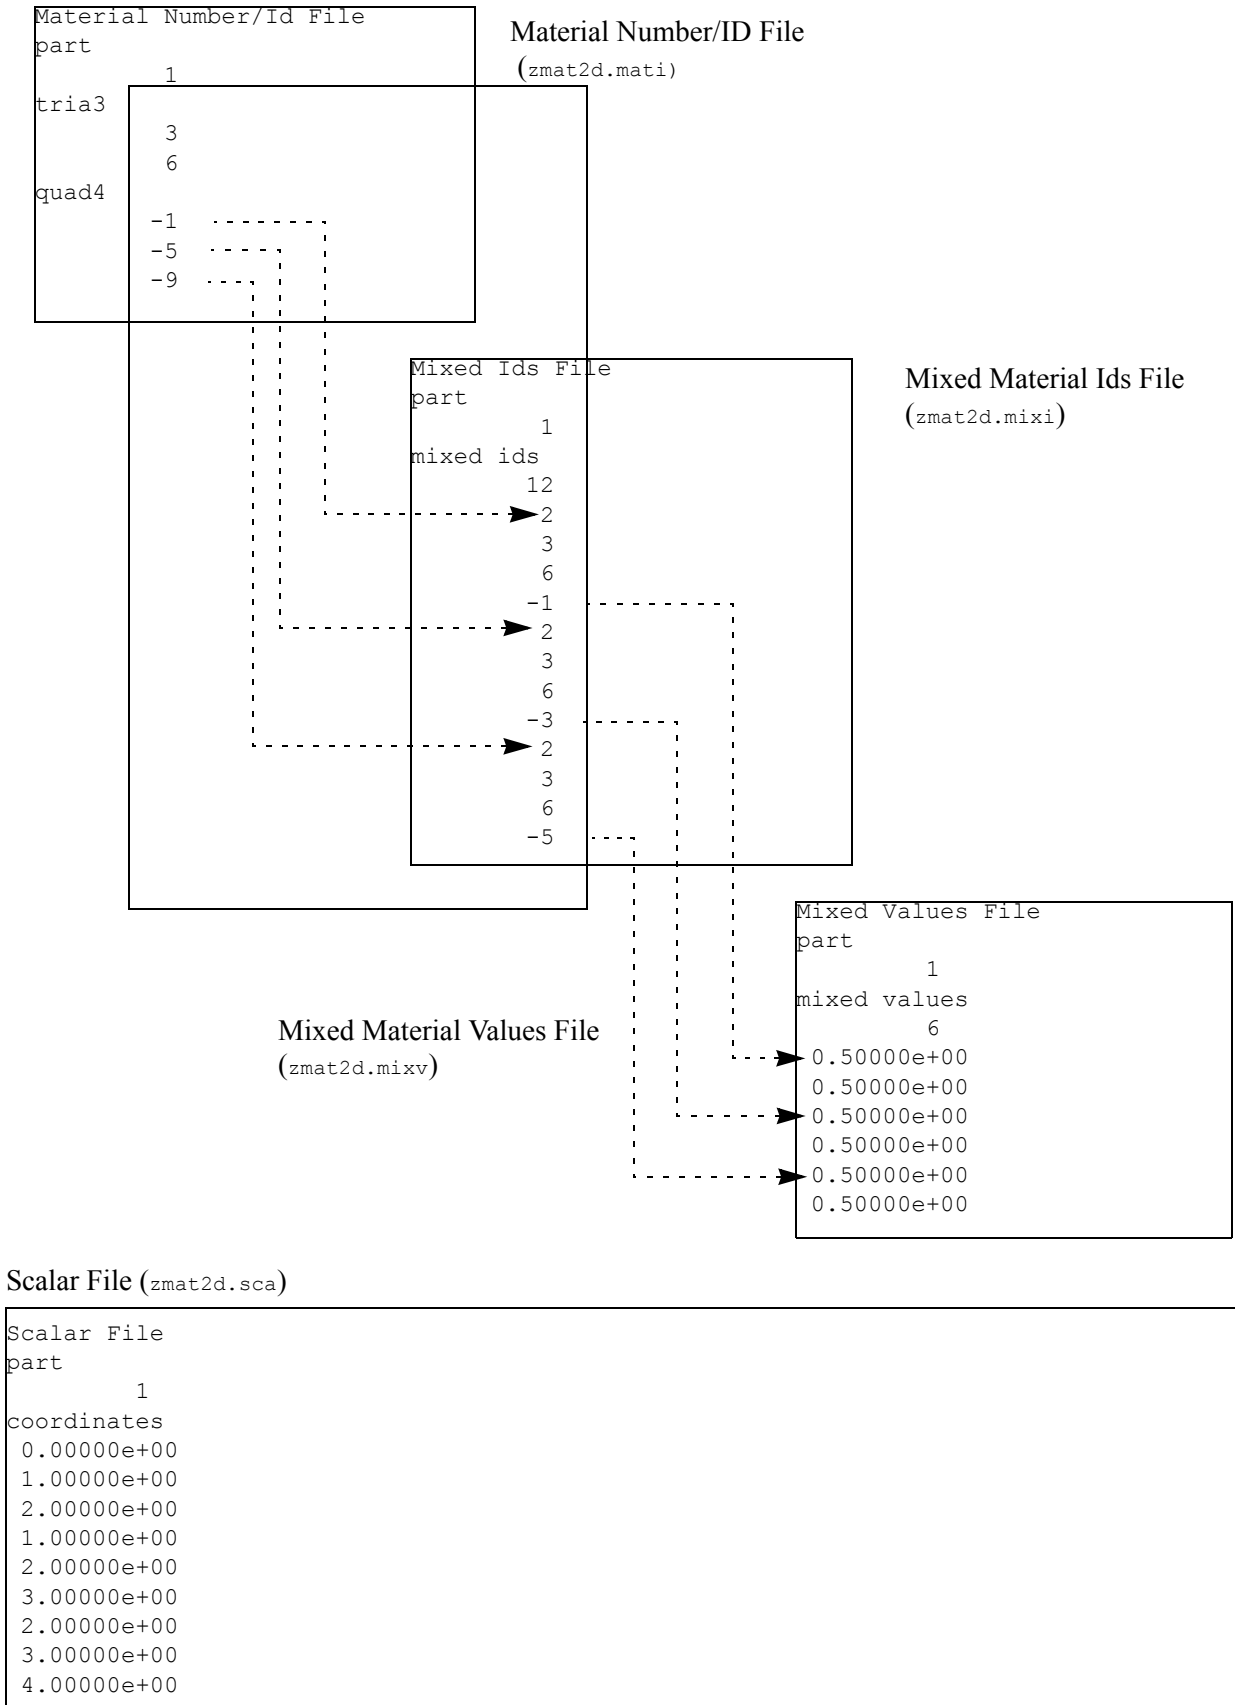 Material Number/Id File
part
1
tria3
3
6
quad4
-1
-5
-9
Material Number/ID File
(zmat2d.mati)
Mixed Ids File
part
1
mixed ids
12
2
3
6
-1
2
3
6
-3
2
3
6
-5
Mixed Material Ids File
(zmat2d.mixi)
Mixed Values File
part
1
mixed values
6
0.50000e+00
0.50000e+00
0.50000e+00
0.50000e+00
0.50000e+00
0.50000e+00
Mixed Material Values File
(zmat2d.mixv)
Scalar File (zmat2d.sca)
Scalar File
part
1
coordinates
0.00000e+00
1.00000e+00
2.00000e+00
1.00000e+00
2.00000e+00
3.00000e+00
2.00000e+00
3.00000e+00
4.00000e+00